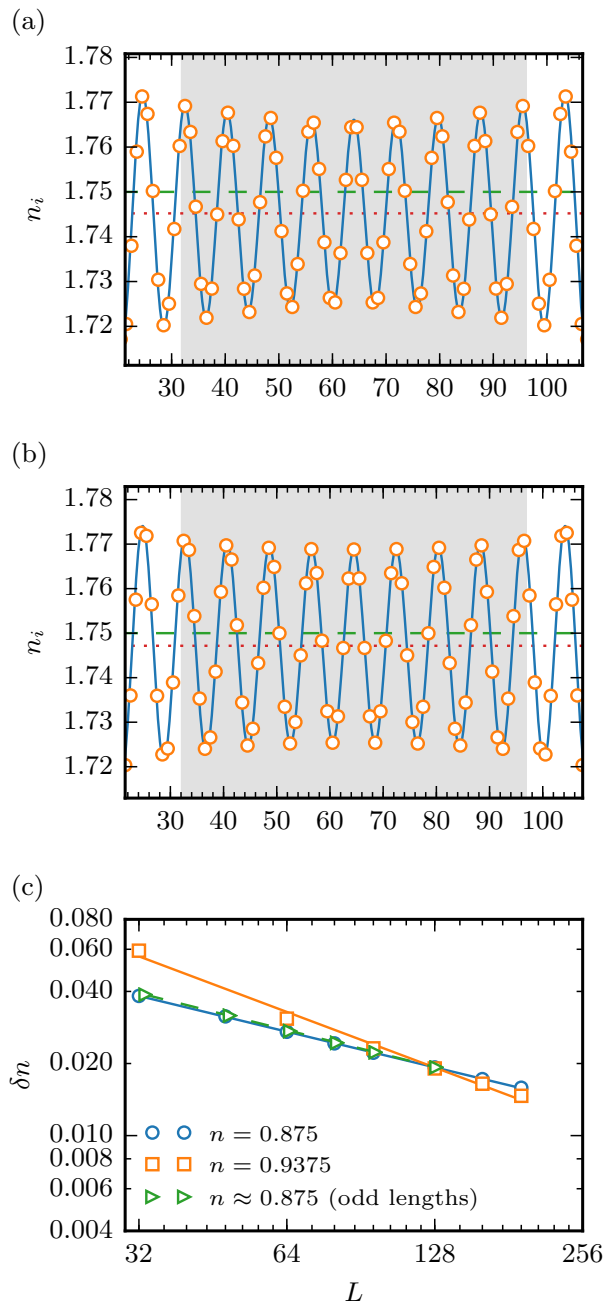 (a)
1.78
1.77
1.76
1.75
1.74
1.73
1.72
n_i
30 40 50 60 70 80 90 100
(b)
1.78
1.77
1.76
1.75
1.74
1.73
1.72
n_i
30 40 50 60 70 80 90 100
(c)
0.080
0.060
0.040
0.020
0.010
0.008
0.006
0.004
δn
n = 0.875
n = 0.9375
n ≈ 0.875 (odd lengths)
32 64 128 256
L